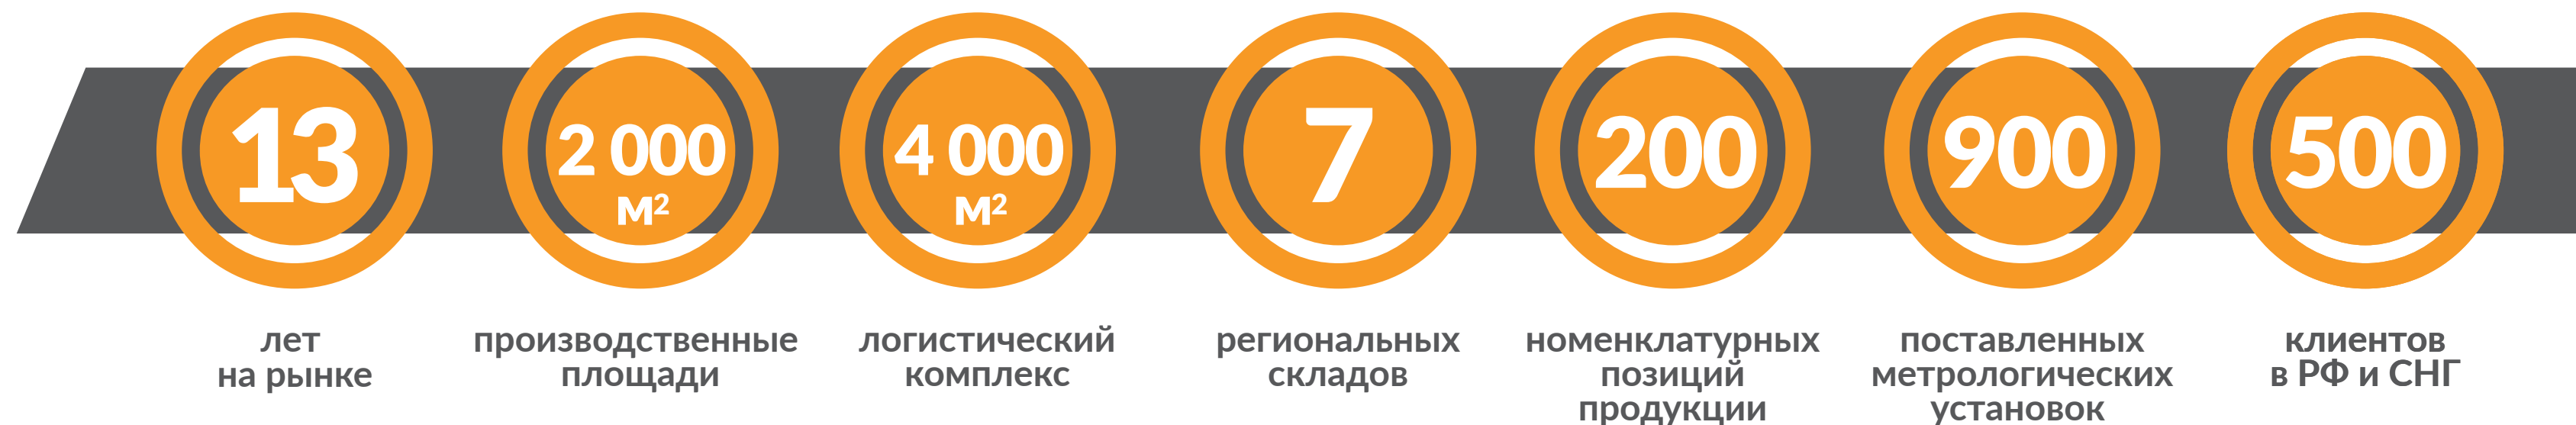 13
лет
на рынке
2 000
м²
производственные
площади
4 000
м²
логистический
комплекс
7
региональных
складов
200
номенклатурных
позиций
продукции
900
поставленных
метрологических
установок
500
клиентов
в РФ и СНГ